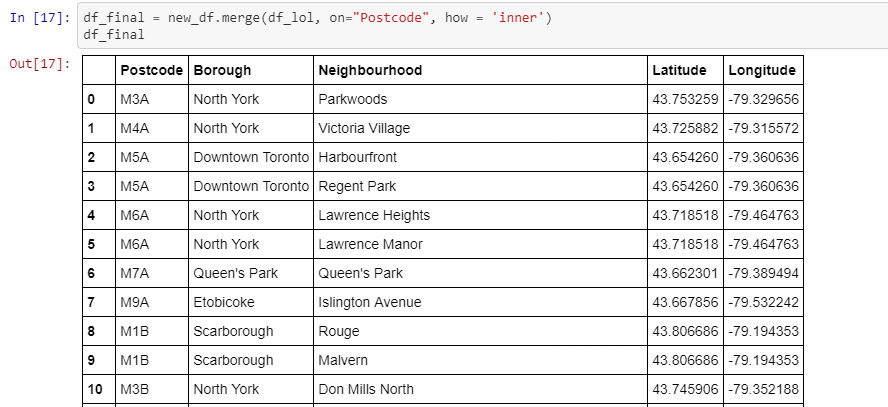 In [17]: df_final = new_df.merge(df_lol, on="Postcode", how = 'inner')
df_final
Out[17]:
Postcode Borough Neighbourhood Latitude Longitude
0 M3A North York Parkwoods 43.753259 -79.329656
1 M4A North York Victoria Village 43.725882 -79.315572
2 M5A Downtown Toronto Harbourfront 43.654260 -79.360636
3 M5A Downtown Toronto Regent Park 43.654260 -79.360636
4 M6A North York Lawrence Heights 43.718518 -79.464763
5 M6A North York Lawrence Manor 43.718518 -79.464763
6 M7A Queen's Park Queen's Park 43.662301 -79.389494
7 M9A Etobicoke Islington Avenue 43.667856 -79.532242
8 M1B Scarborough Rouge 43.806686 -79.194353
9 M1B Scarborough Malvern 43.806686 -79.194353
10 M3B North York Don Mills North 43.745906 -79.352188